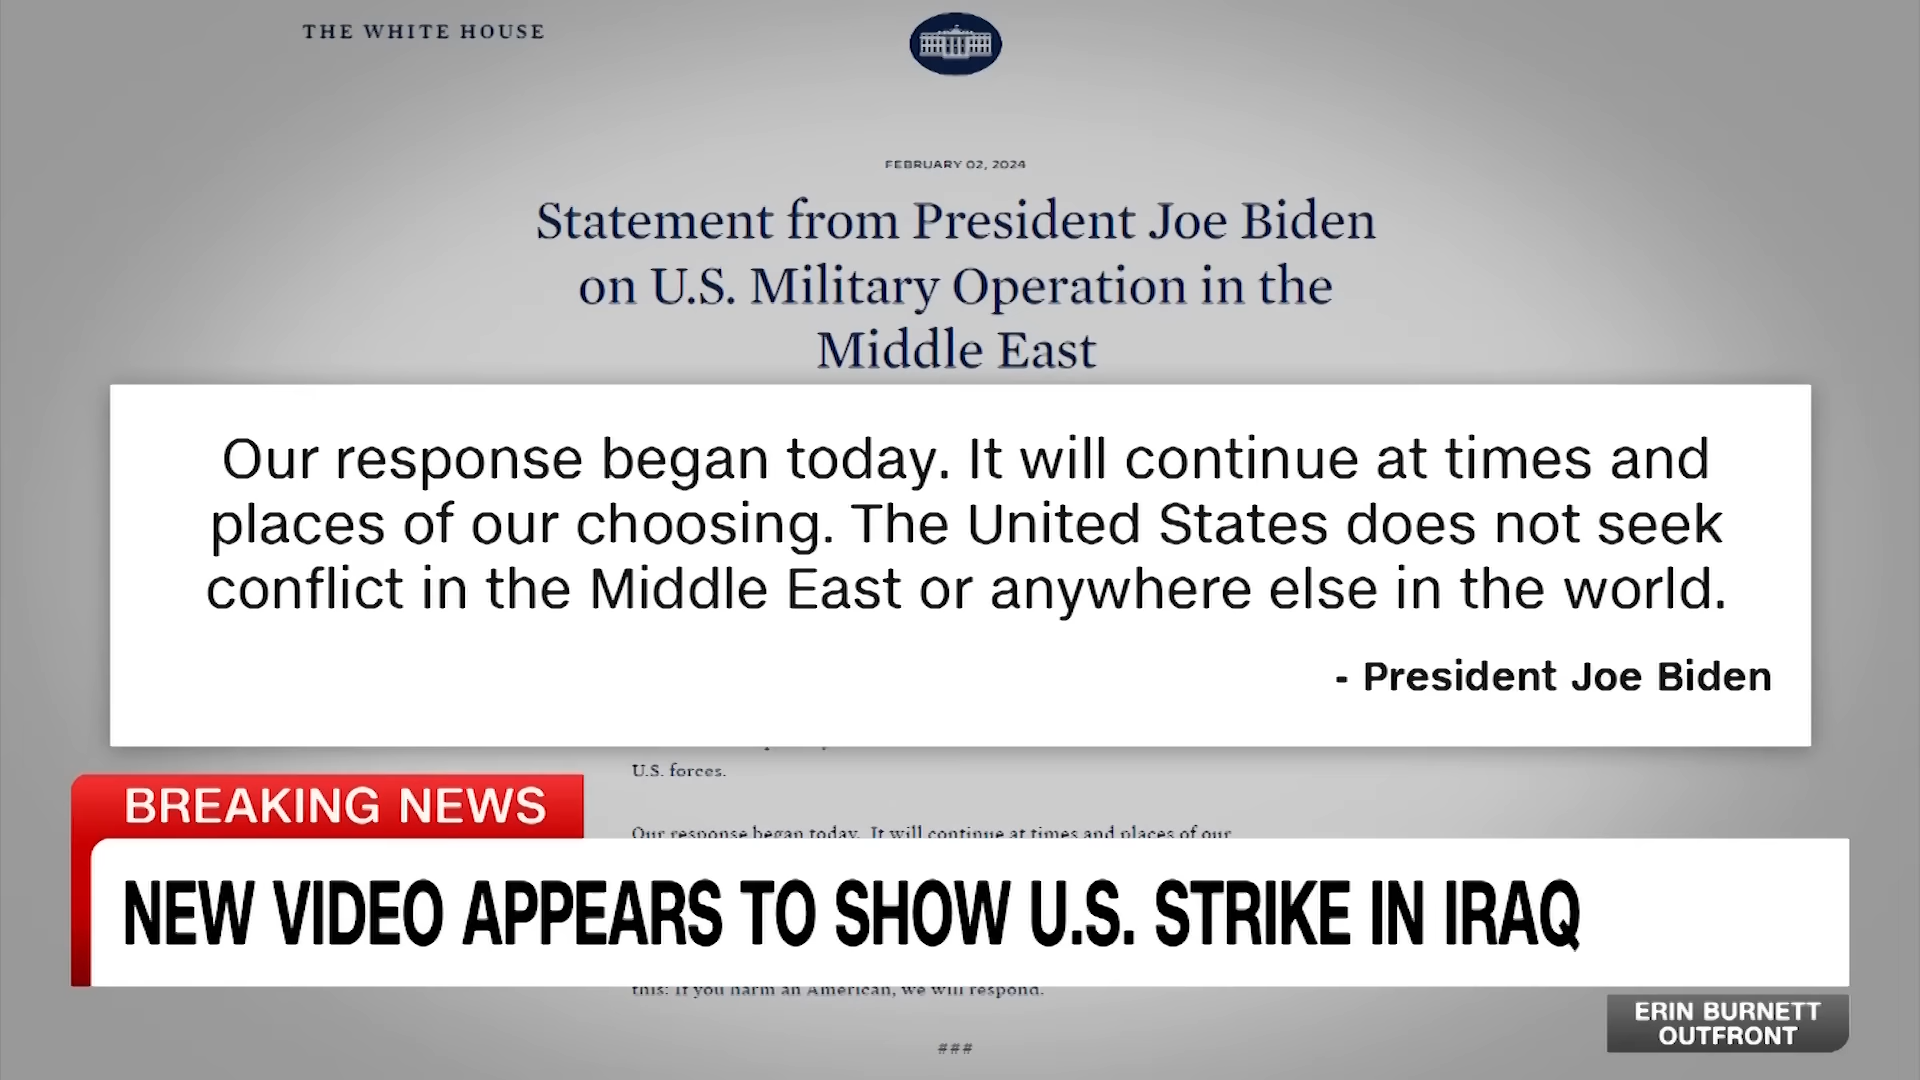 THE WHITE HOUSE
FEBRUARY 02, 2024
Statement from President Joe Biden
on U.S. Military Operation in the
Middle East
Our response began today. It will continue at times and
places of our choosing. The United States does not seek
conflict in the Middle East or anywhere else in the world.
- President Joe Biden
U.S. forces.
Our response began today. It will continue at times and places of our
BREAKING NEWS
NEW VIDEO APPEARS TO SHOW U.S. STRIKE IN IRAQ
this: If you harm an American, we will respond.
ERIN BURNETT
OUTFRONT
###